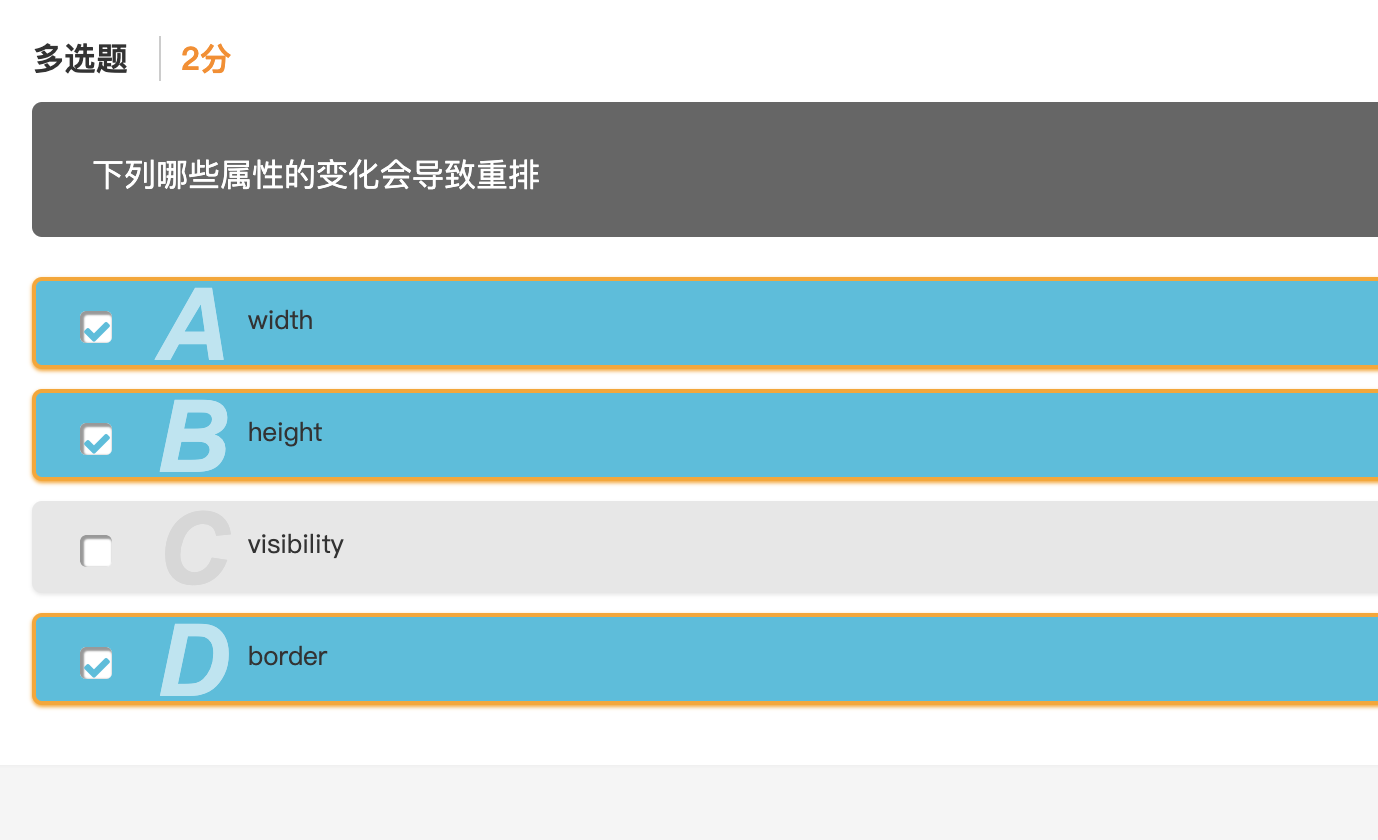 多选题 2分
下列哪些属性的变化会导致重排
A width
B height
C visibility
D border